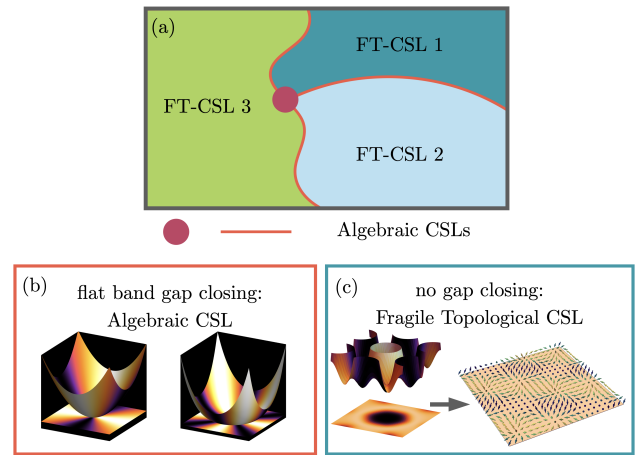 (a)
FT-CSL 1
FT-CSL 3
FT-CSL 2
Algebraic CSLs
(b)
flat band gap closing:
Algebraic CSL
(c)
no gap closing:
Fragile Topological CSL